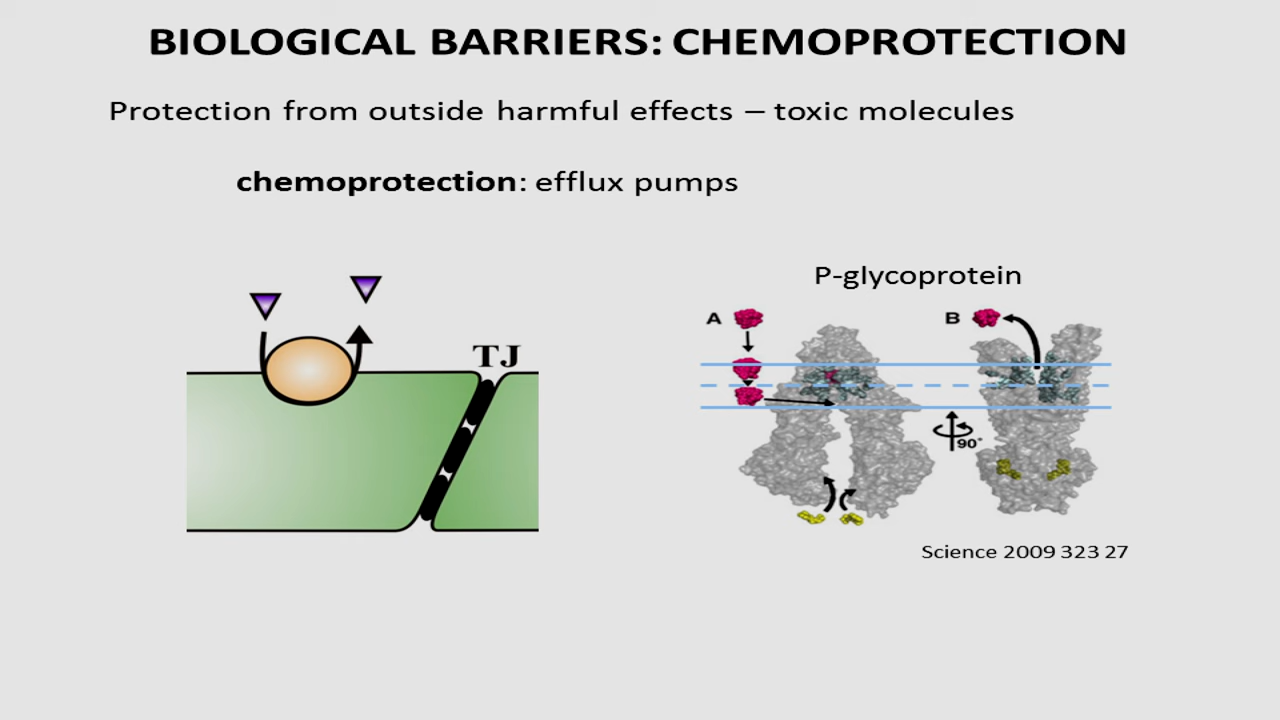 BIOLOGICAL BARRIERS: CHEMOPROTECTION
Protection from outside harmful effects – toxic molecules
chemoprotection: efflux pumps
P-glycoprotein
A
B
TJ
90°
Science 2009 323 27